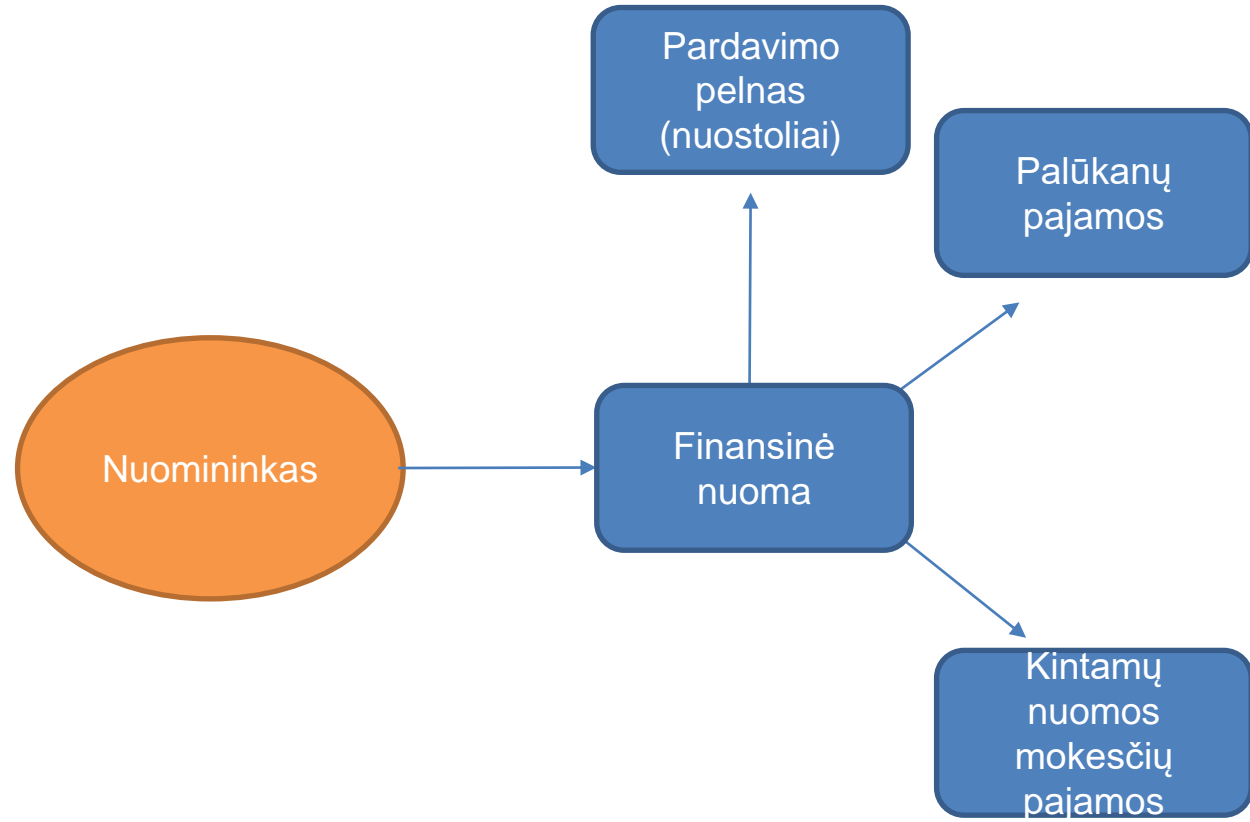 Pardavimo
pelnas
(nuostoliai)
Palūkanų
pajamos
Nuomininkas
Finansinė
nuoma
Kintamų
nuomos
mokesčių
pajamos